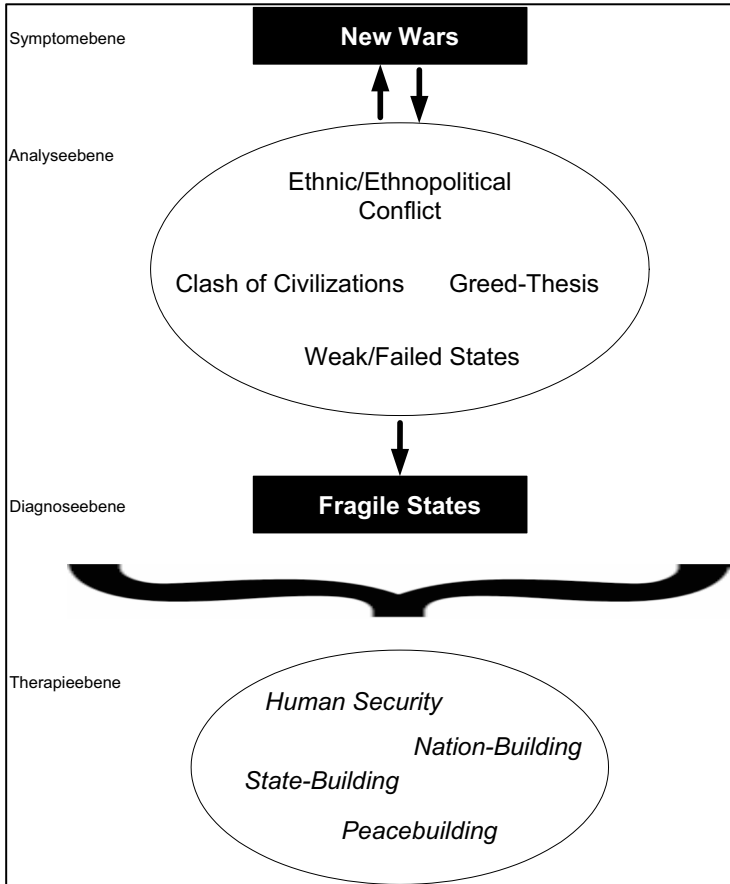 Symptomebene
New Wars
Analyseebene
Ethnic/Ethnopolitical
Conflict
Clash of Civilizations
Greed-Thesis
Weak/Failed States
Diagnoseebene
Fragile States
Therapieebene
Human Security
Nation-Building
State-Building
Peacebuilding